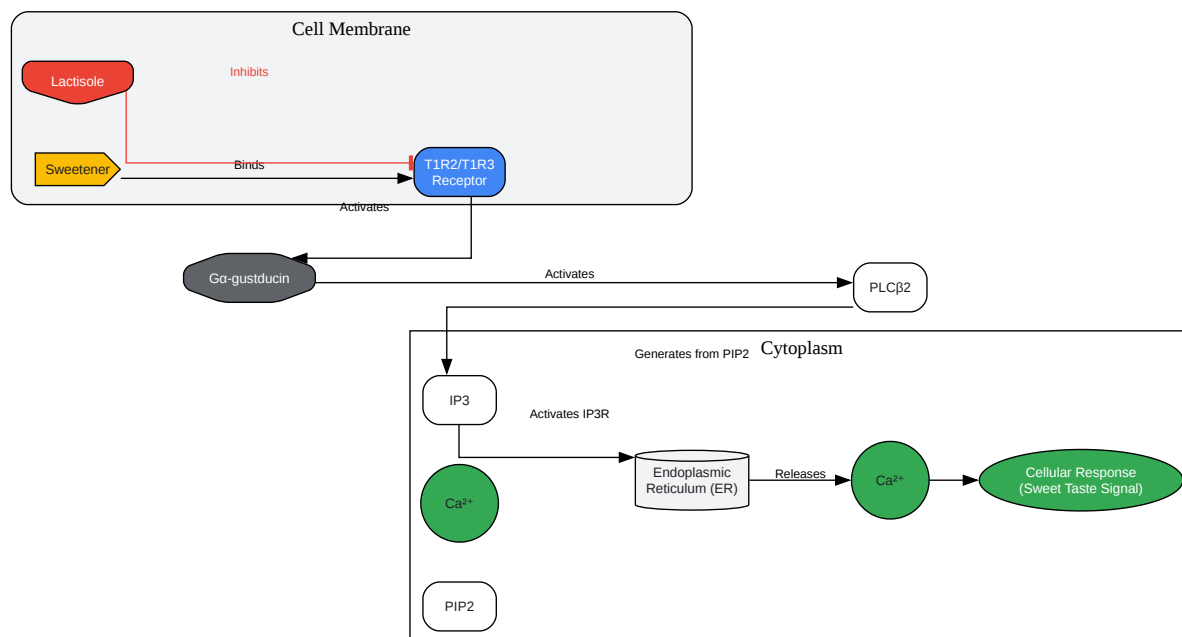 Cell Membrane
Lactisole
Inhibits
Sweetener
Binds
T1R2/T1R3
Receptor
Activates
Gα-gustducin
Activates
PLCβ2
Generates from PIP2
Cytoplasm
IP3
Activates IP3R
Endoplasmic
Reticulum (ER)
Releases
Ca²⁺
Cellular Response
(Sweet Taste Signal)
Ca²⁺
PIP2